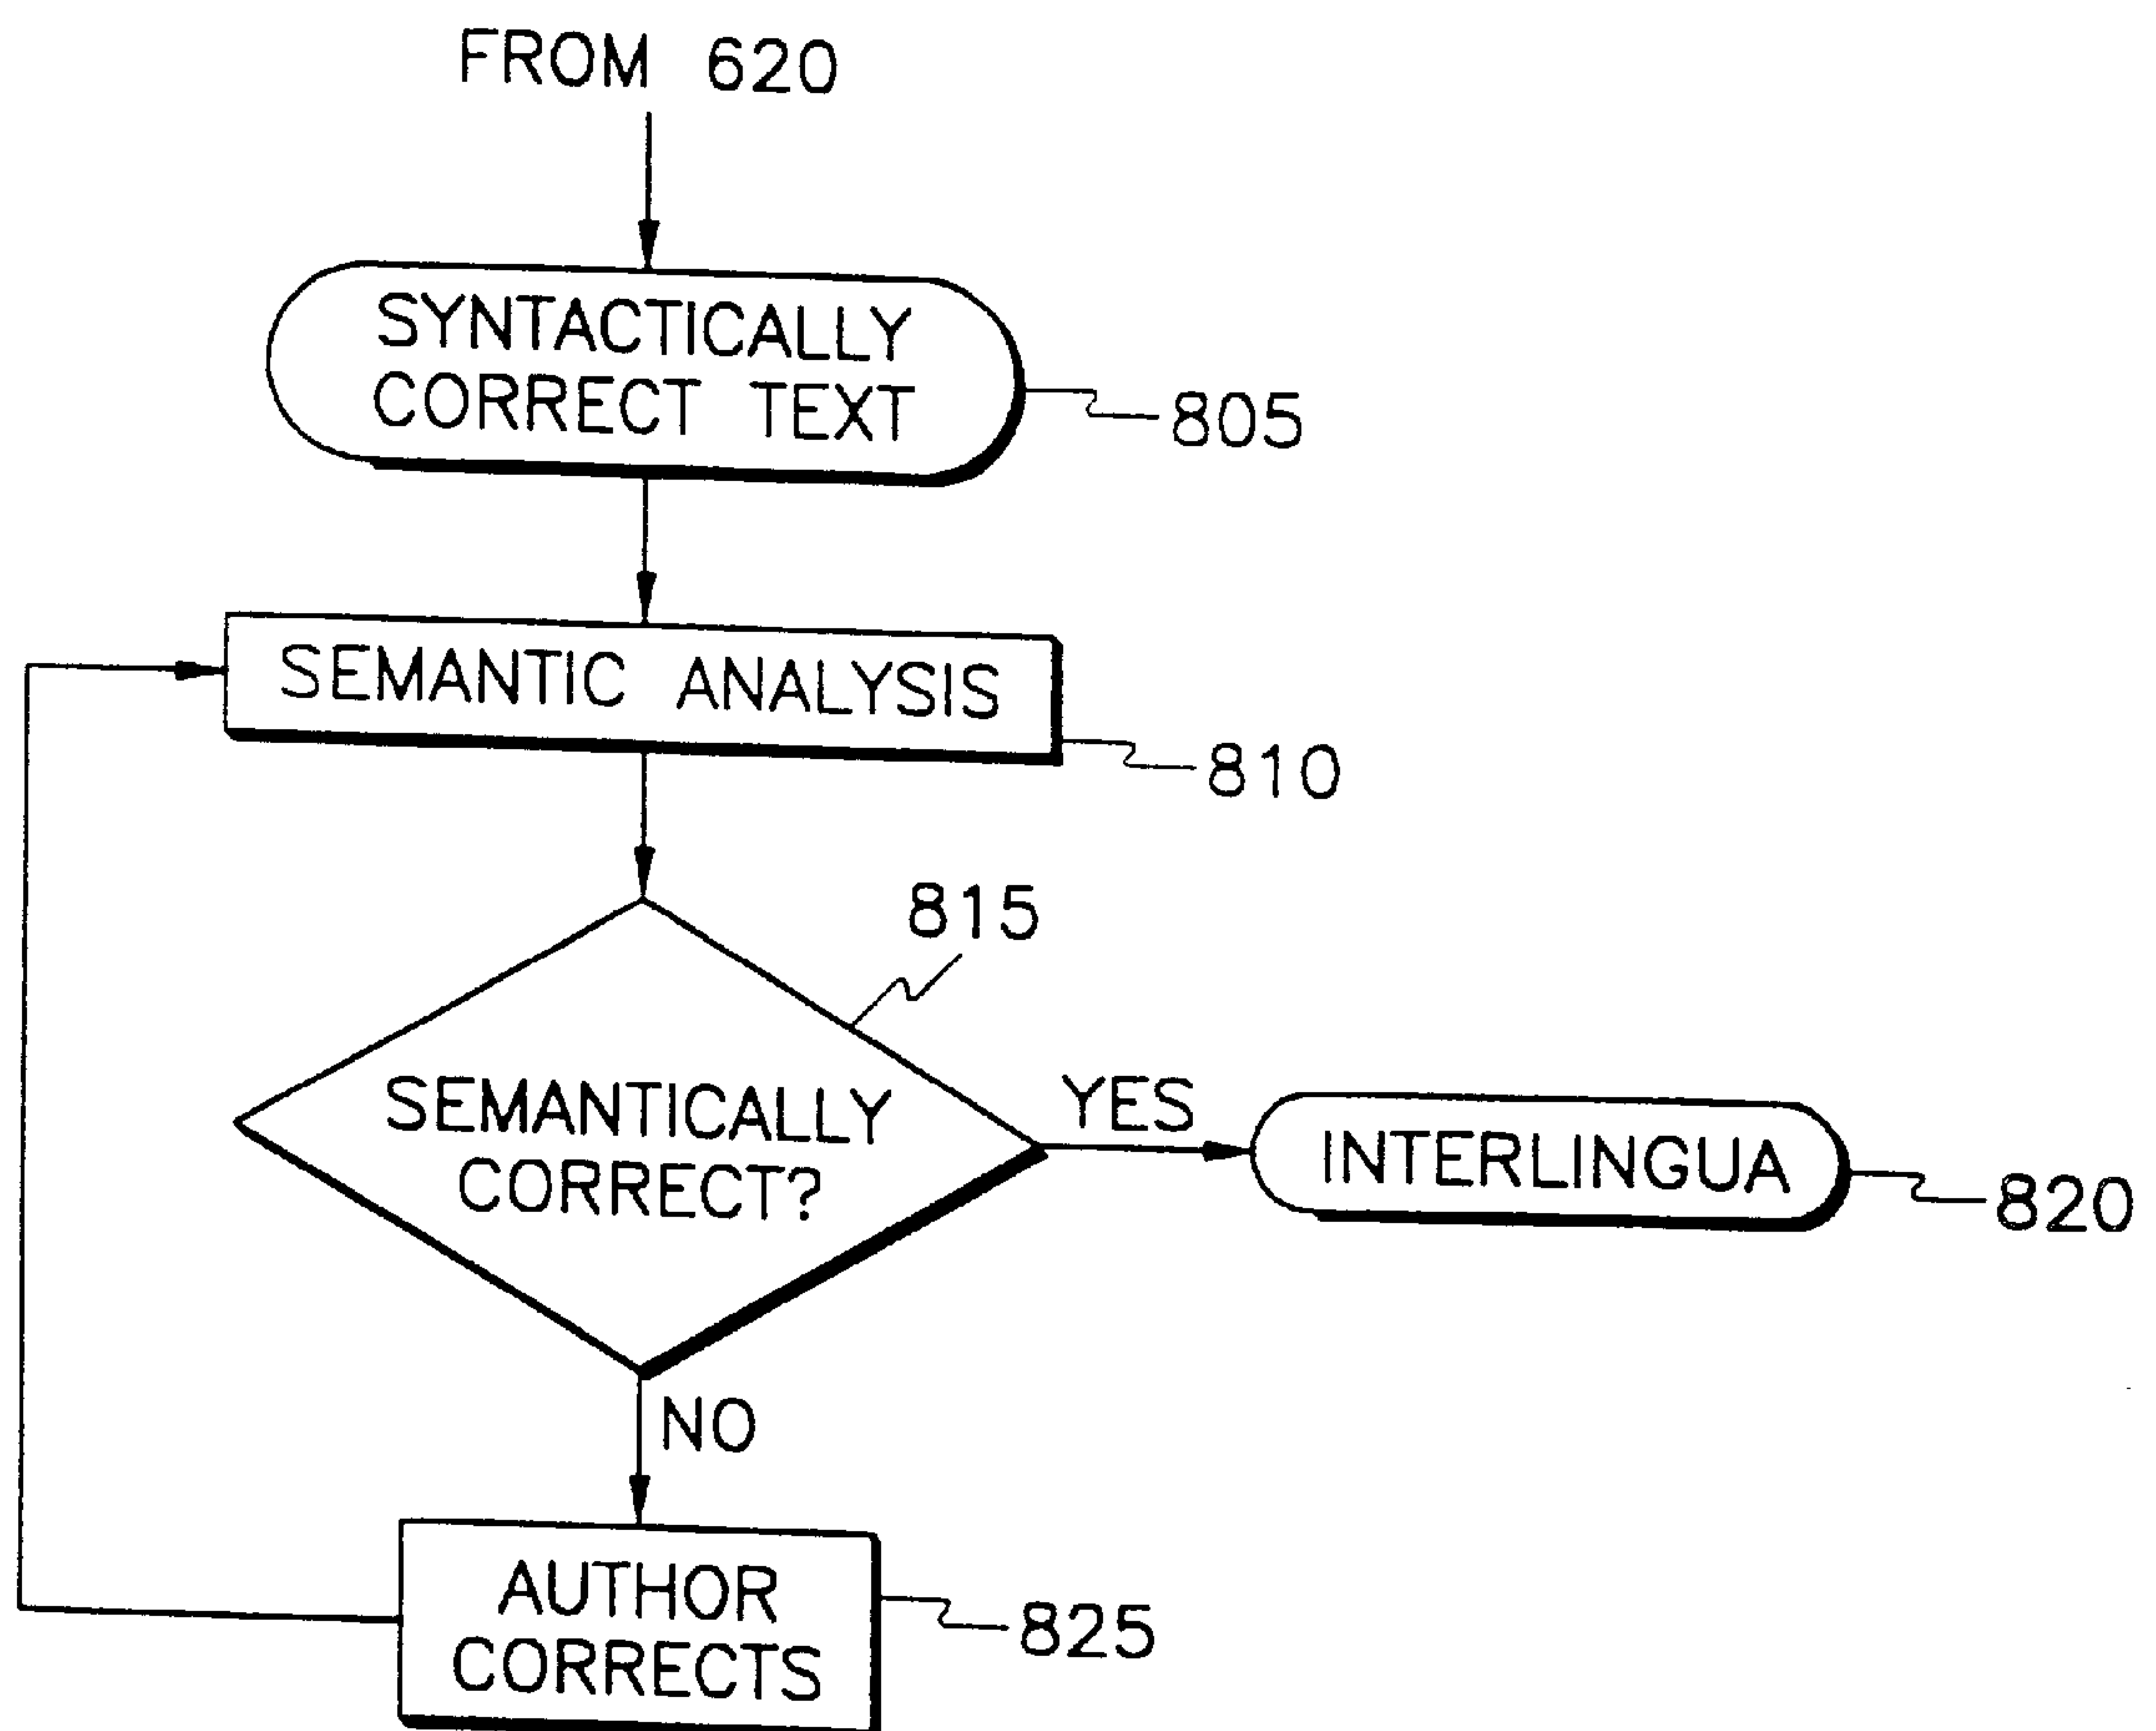 FROM 620
SYNTACTICALLY
CORRECT TEXT
805
SEMANTIC ANALYSIS
810
815
SEMANTICALLY
CORRECT?
YES
INTERLINGUA
820
NO
AUTHOR
CORRECTS
825